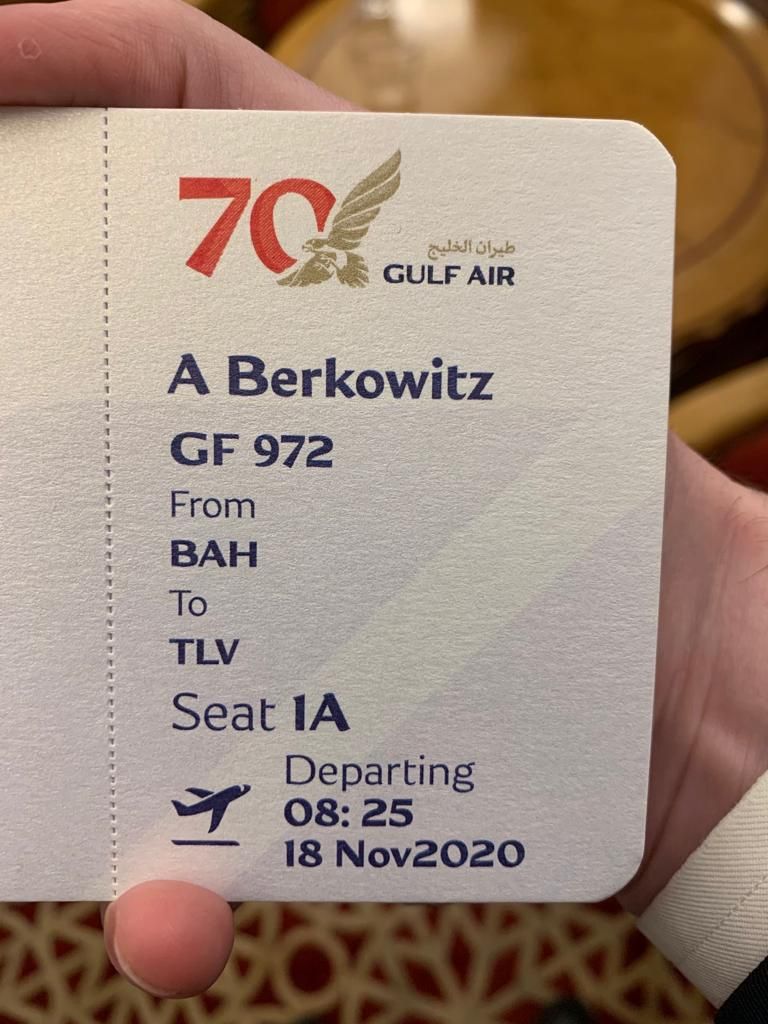 70
طيران الخليج
GULF AIR
A Berkowitz
GF 972
From
BAH
To
TLV
Seat 1A
Departing
08: 25
18 Nov2020